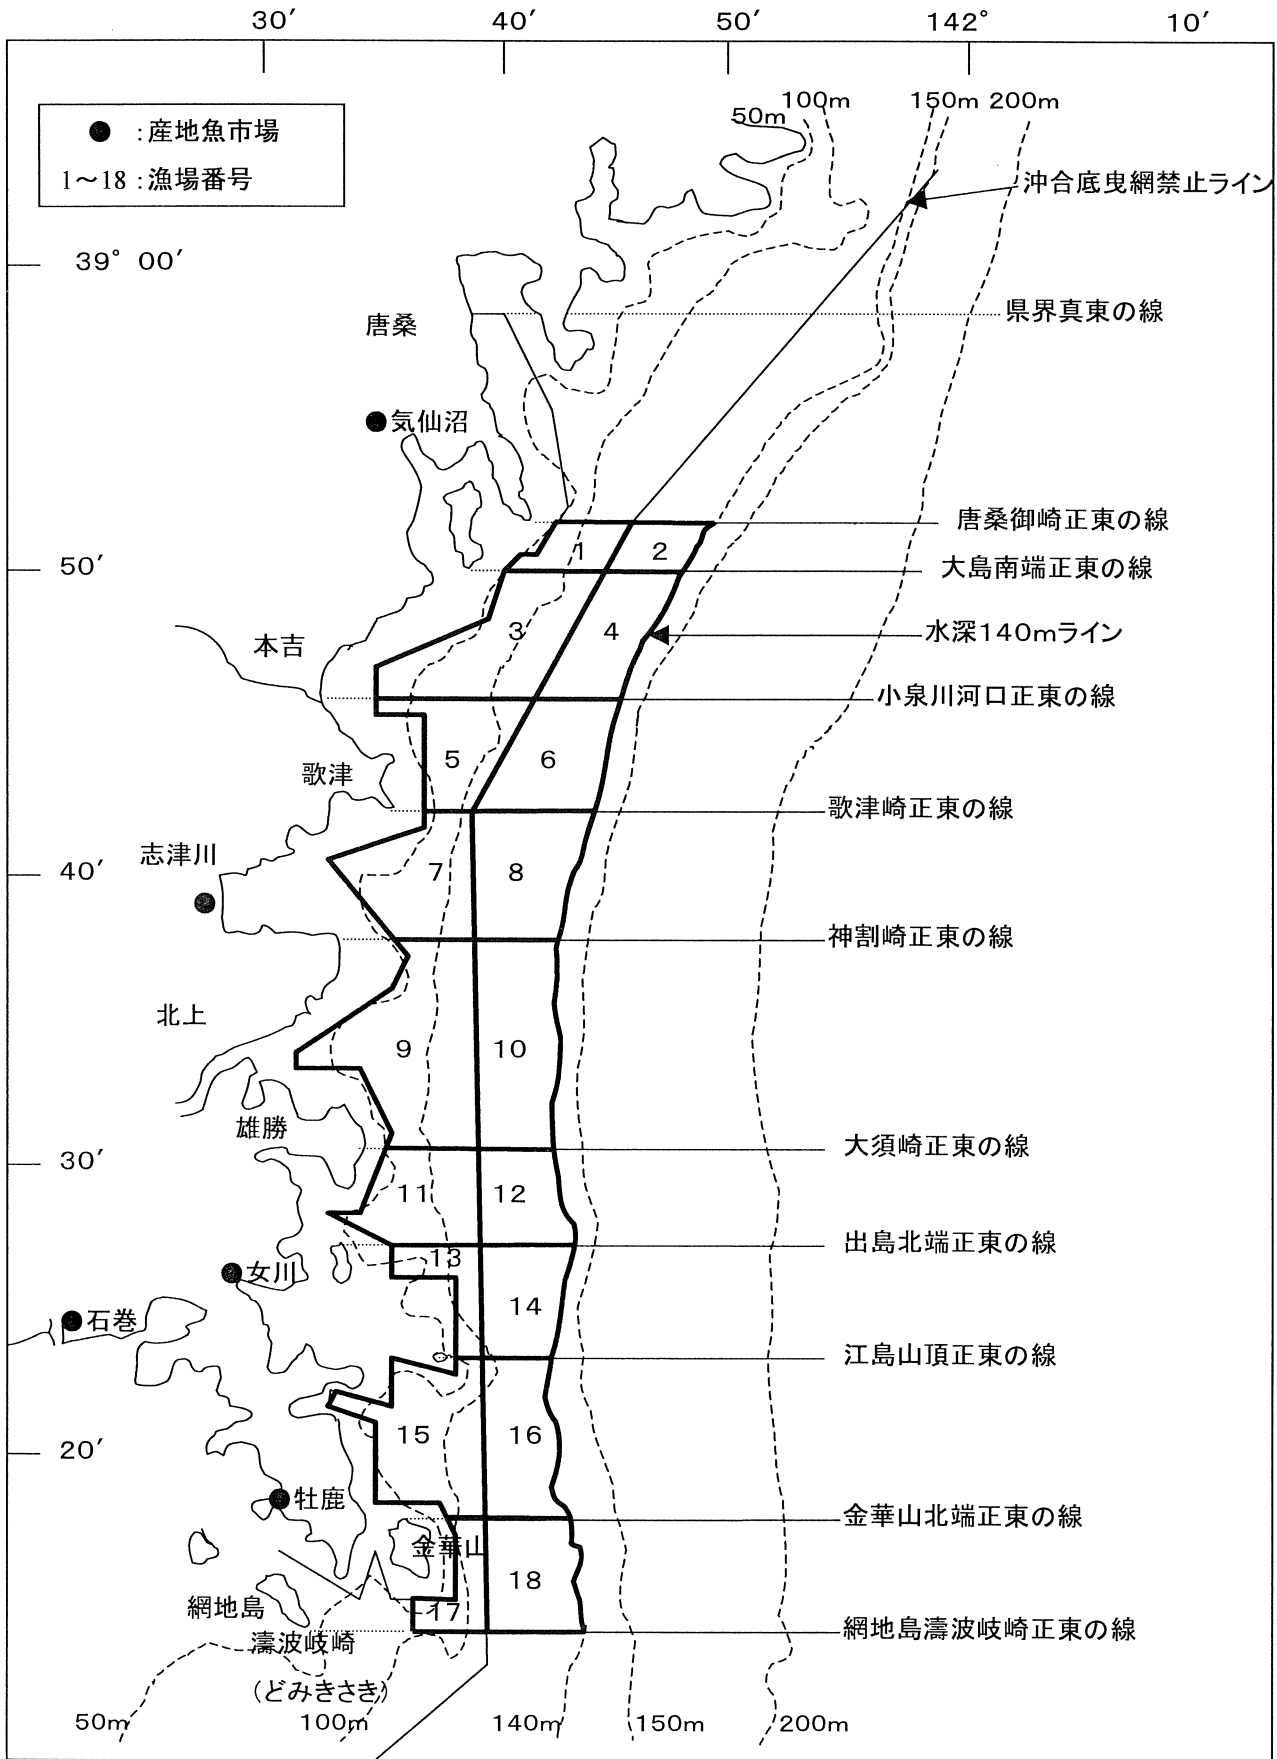 30′ 40′ 50′ 142° 10′
50m 100m 150m 200m
● :産地魚市場
1～18 :漁場番号
沖合底曳網禁止ライン
39° 00′
県界真東の線
唐桑
気仙沼
唐桑御崎正東の線
1 2
50′
大島南端正東の線
3 4
水深140mライン
本吉
小泉川河口正東の線
5 6
歌津
歌津崎正東の線
志津川
40′
7 8
神割崎正東の線
北上
9 10
雄勝
大須崎正東の線
30′
11 12
出島北端正東の線
13
女川
14
石巻
江島山頂正東の線
15 16
20′
牡鹿
金華山北端正東の線
金華山
18
網地島
17
網地島濤波岐崎正東の線
濤波岐崎
(どみきさき)
50m 100m 140m 150m 200m